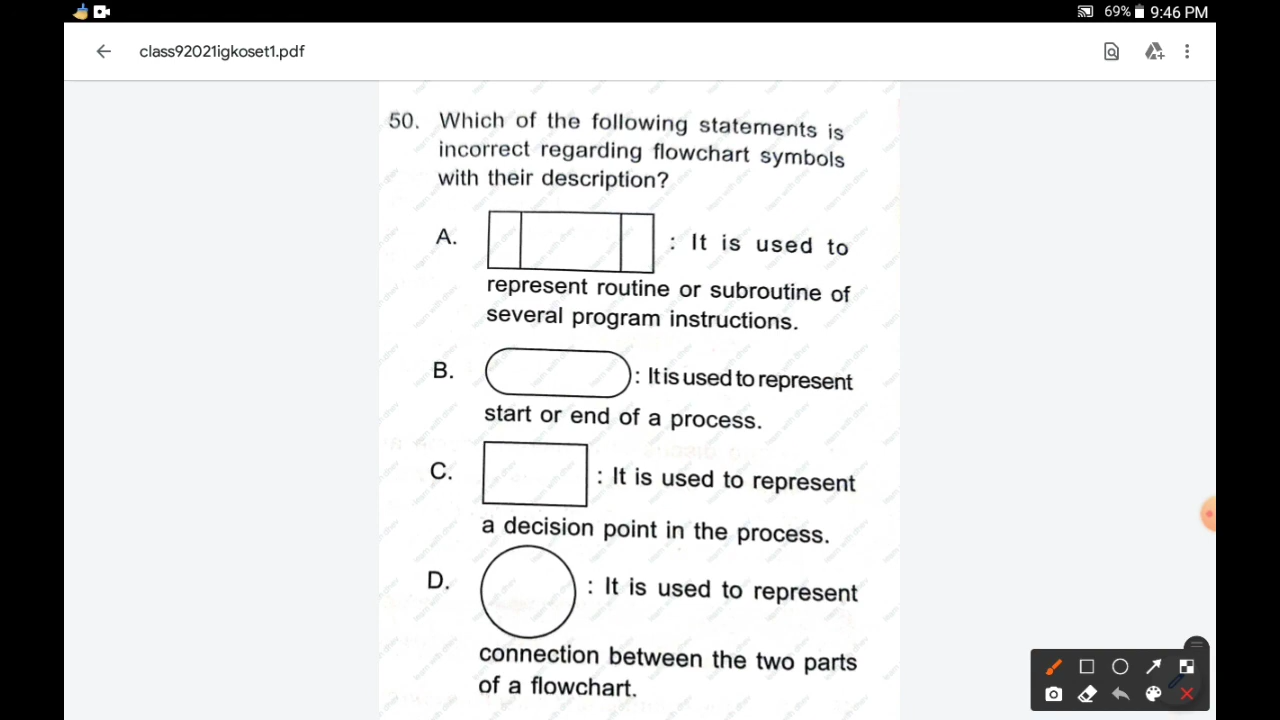 69% 9:46 PM
class92021igkoset1.pdf
50. Which of the following statements is
incorrect regarding flowchart symbols
with their description?
A. : It is used to
represent routine or subroutine of
several program instructions.
B. : It is used to represent
start or end of a process.
C. : It is used to represent
a decision point in the process.
D. : It is used to represent
connection between the two parts
of a flowchart.